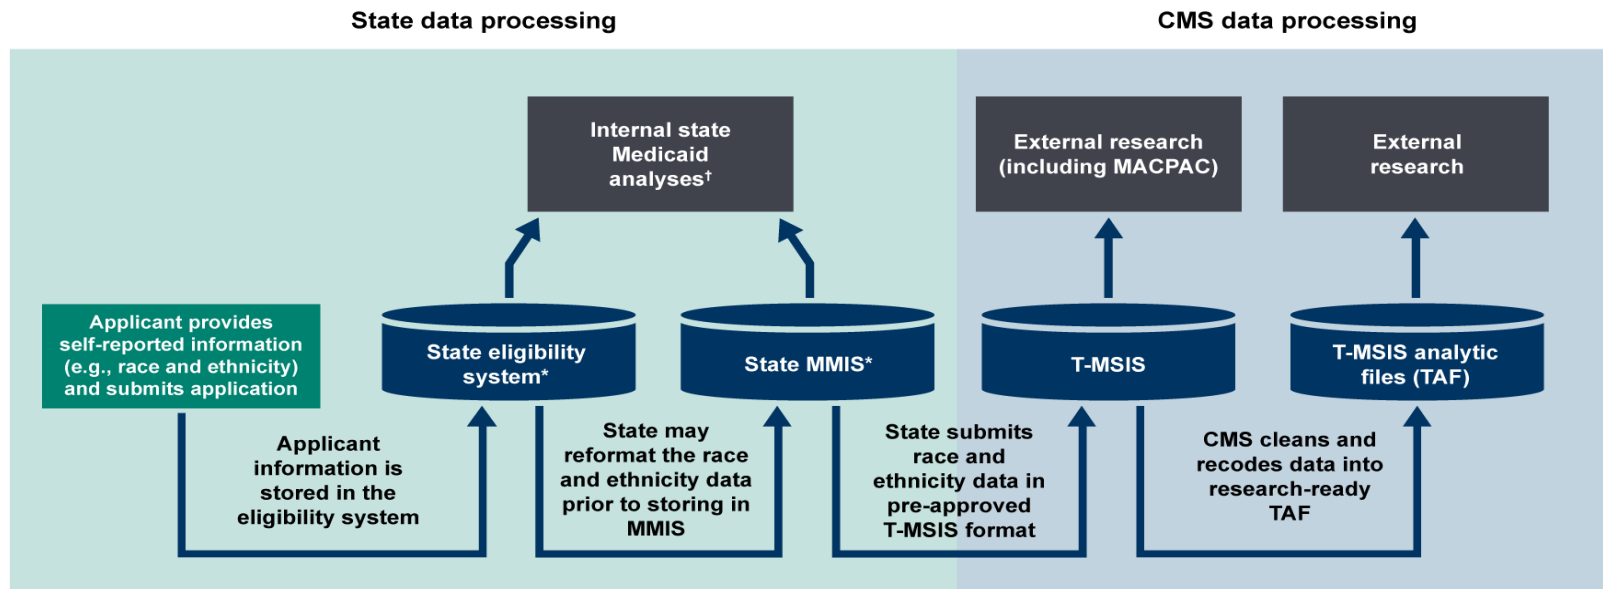 State data processing
CMS data processing
Internal state
Medicaid
analyses†
External research
(including MACPAC)
External
research
Applicant provides
self-reported information
(e.g., race and ethnicity)
and submits application
State eligibility
system*
State MMIS*
T-MSIS
T-MSIS analytic
files (TAF)
Applicant
information is
stored in the
eligibility system
State may
reformat the race
and ethnicity data
prior to storing in
MMIS
State submits
race and
ethnicity data in
pre-approved
T-MSIS format
CMS cleans and
recodes data into
research-ready
TAF